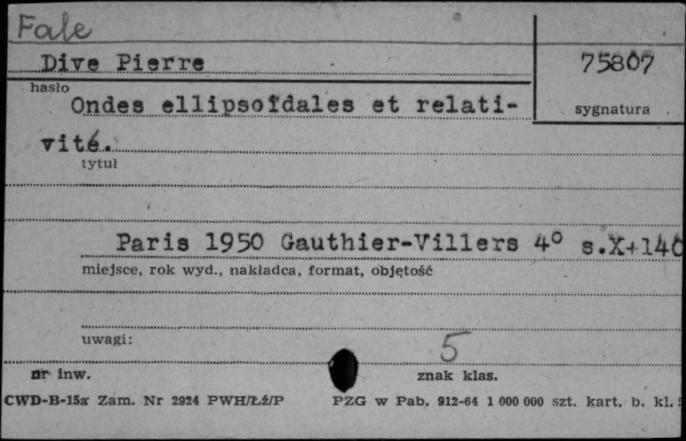 Fale
Dive Pierre
75807
hasło
Ondes ellipsoïdales et relati-
sygnatura
vité.
tytuł
Paris 1950 Gauthier-Villers 4° s.X+140
miejsce, rok wyd., nakładca, format, objętość
uwagi:
5
nr inw.
znak klas.
CWD-B-15a Zam. Nr 2924 PWH/Łź/P
PZG w Pab. 912-64 1 000 000 szt. kart. b. kl.